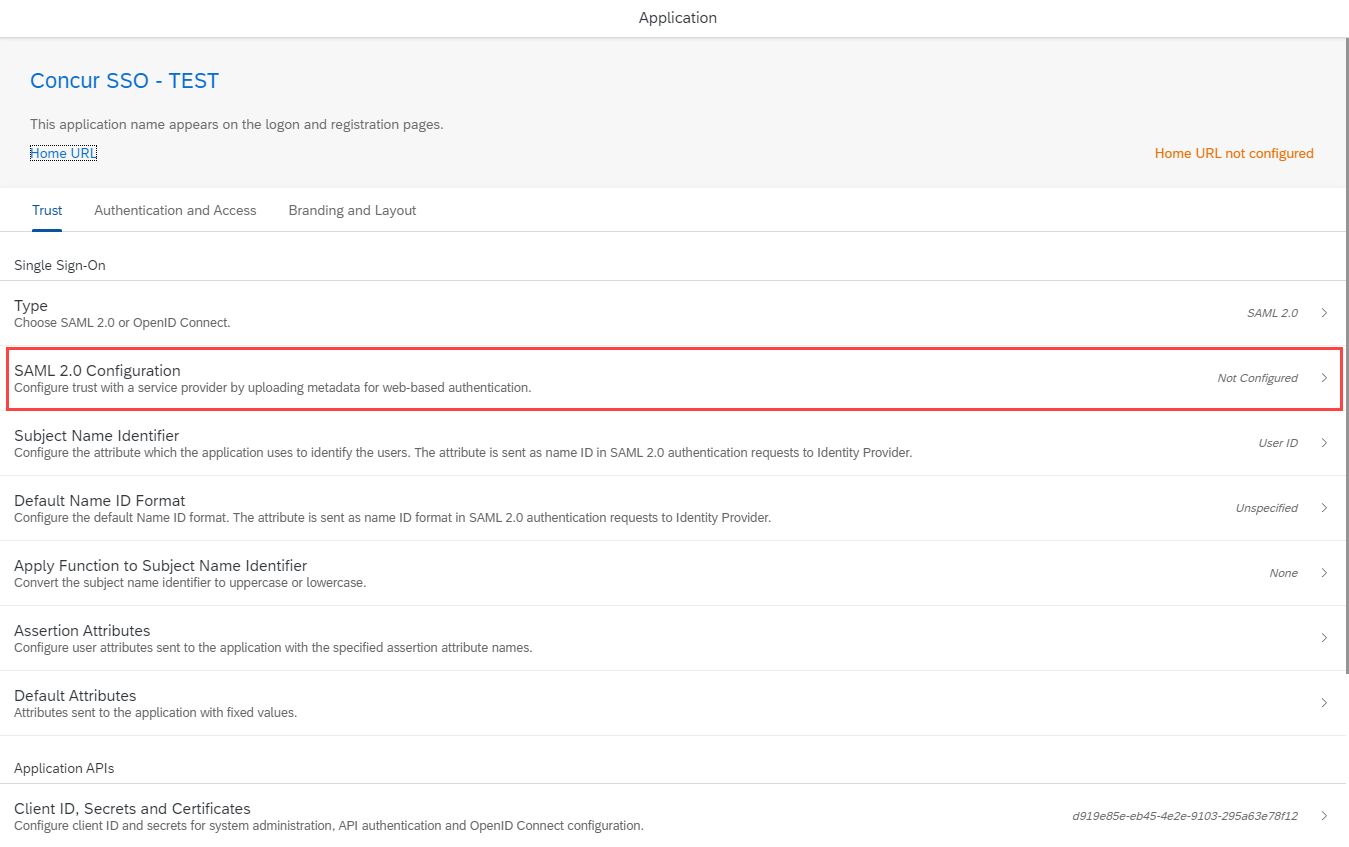 Application
Concur SSO - TEST
This application name appears on the logon and registration pages.
Home URL
Home URL not configured
Trust
Authentication and Access
Branding and Layout
Single Sign-On
Type
Choose SAML 2.0 or OpenID Connect.
SAML 2.0
SAML 2.0 Configuration
Configure trust with a service provider by uploading metadata for web-based authentication.
Not Configured
Subject Name Identifier
Configure the attribute which the application uses to identify the users. The attribute is sent as name ID in SAML 2.0 authentication requests to Identity Provider.
User ID
Default Name ID Format
Configure the default Name ID format. The attribute is sent as name ID format in SAML 2.0 authentication requests to Identity Provider.
Unspecified
Apply Function to Subject Name Identifier
Convert the subject name identifier to uppercase or lowercase.
None
Assertion Attributes
Configure user attributes sent to the application with the specified assertion attribute names.
Default Attributes
Attributes sent to the application with fixed values.
Application APIs
Client ID, Secrets and Certificates
Configure client ID and secrets for system administration, API authentication and OpenID Connect configuration.
d919e85e-eb45-4e2e-9103-295a63e78f12